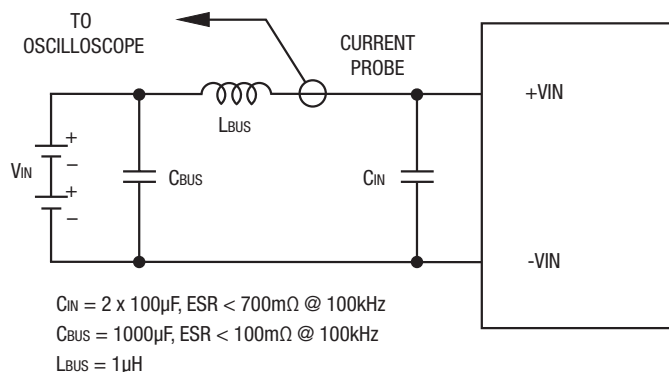 TO
OSCILLOSCOPE
CURRENT
PROBE
+VIN
LBUS
VIN
+
−
+
−
CBUS
CIN
-VIN
CIN = 2 x 100µF, ESR < 700mΩ @ 100kHz
CBUS = 1000µF, ESR < 100mΩ @ 100kHz
LBUS = 1µH